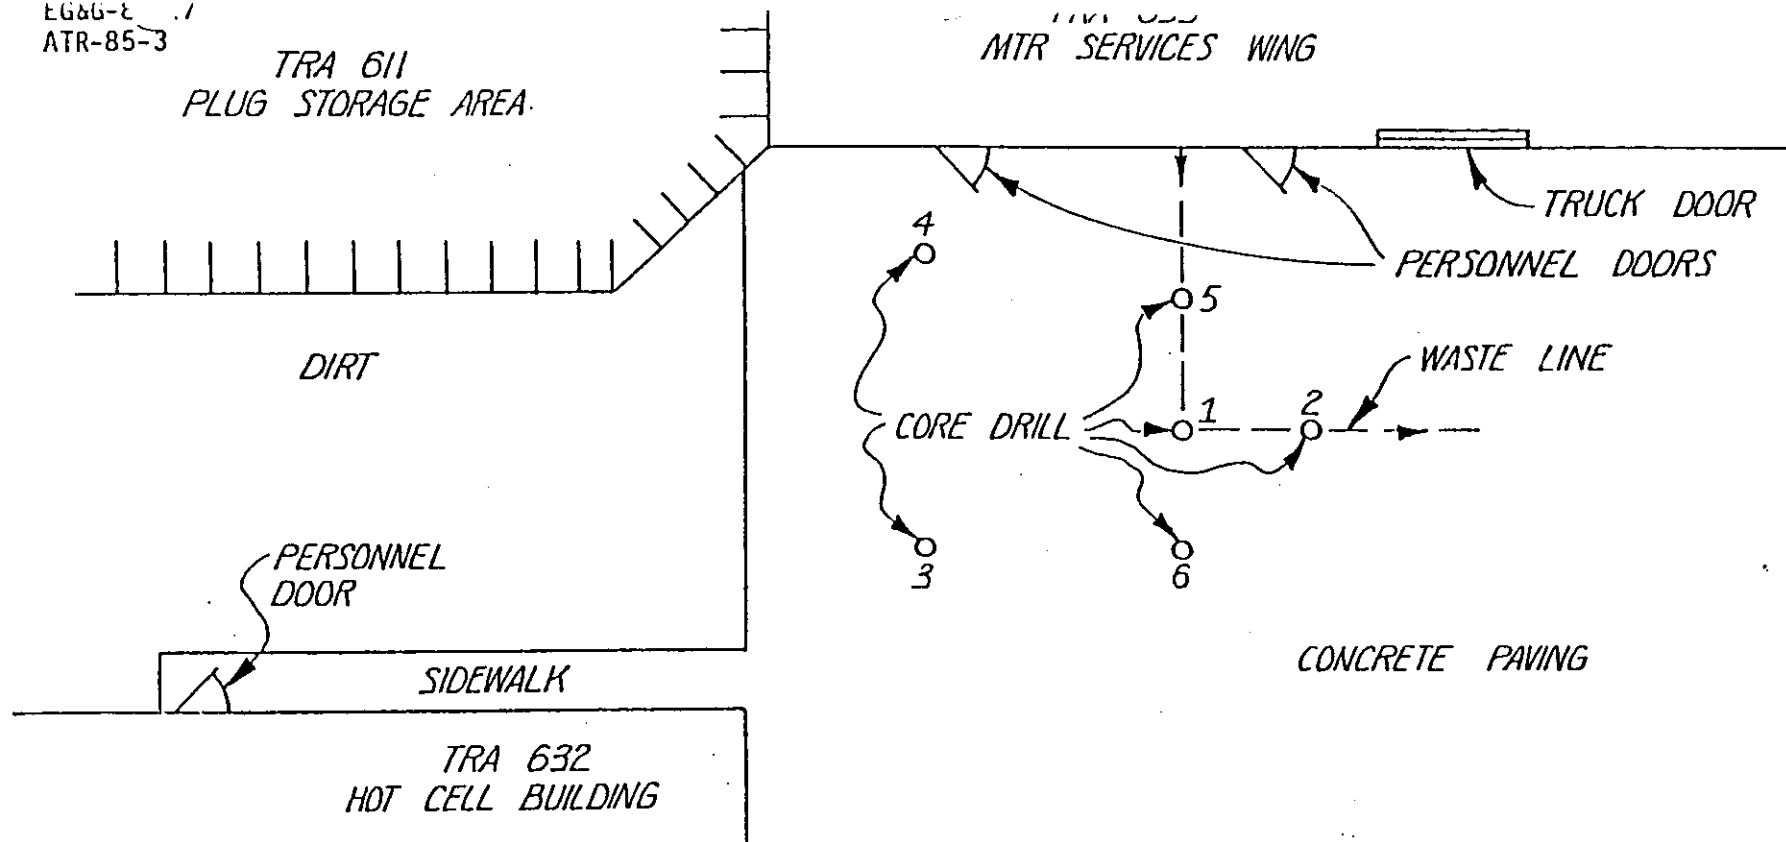 ATR-85-3
TRA 611
PLUG STORAGE AREA
MTR SERVICES WING
TRUCK DOOR
PERSONNEL DOORS
4
5
DIRT
WASTE LINE
CORE DRILL
1
2
3
6
PERSONNEL
DOOR
SIDEWALK
CONCRETE PAVING
TRA 632
HOT CELL BUILDING